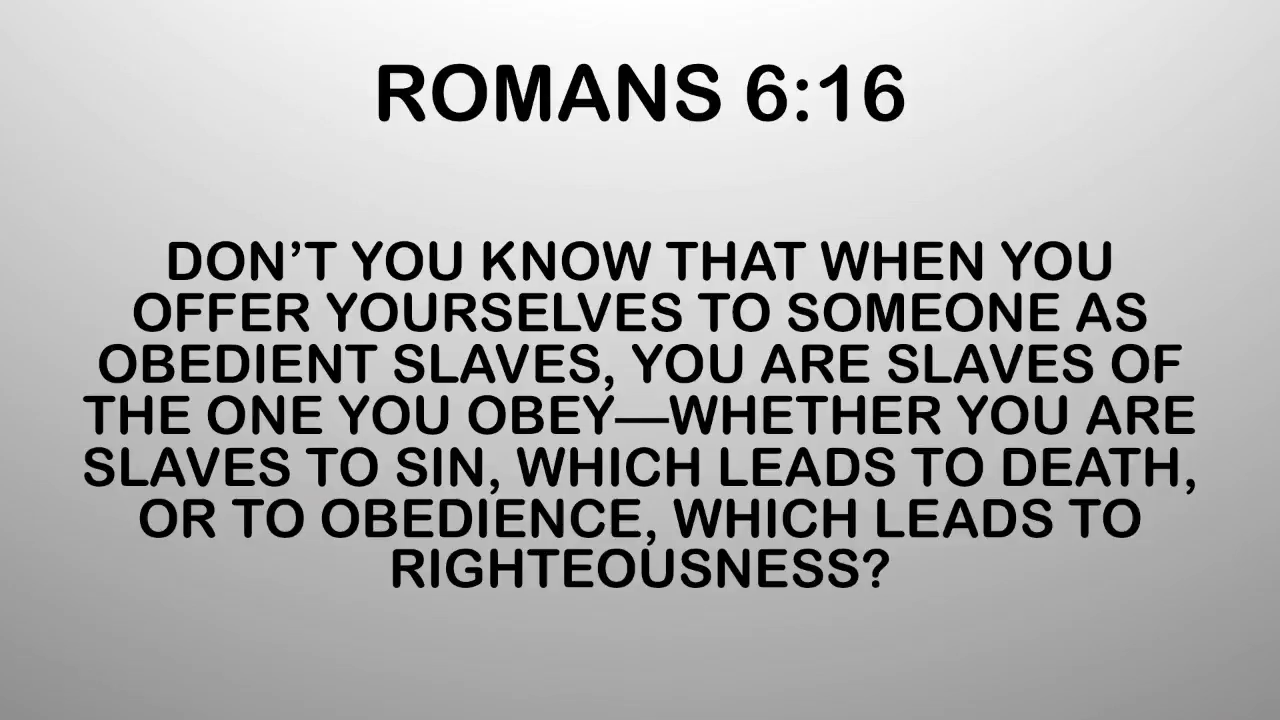 ROMANS 6:16
DON’T YOU KNOW THAT WHEN YOU
OFFER YOURSELVES TO SOMEONE AS
OBEDIENT SLAVES, YOU ARE SLAVES OF
THE ONE YOU OBEY—WHETHER YOU ARE
SLAVES TO SIN, WHICH LEADS TO DEATH,
OR TO OBEDIENCE, WHICH LEADS TO
RIGHTEOUSNESS?